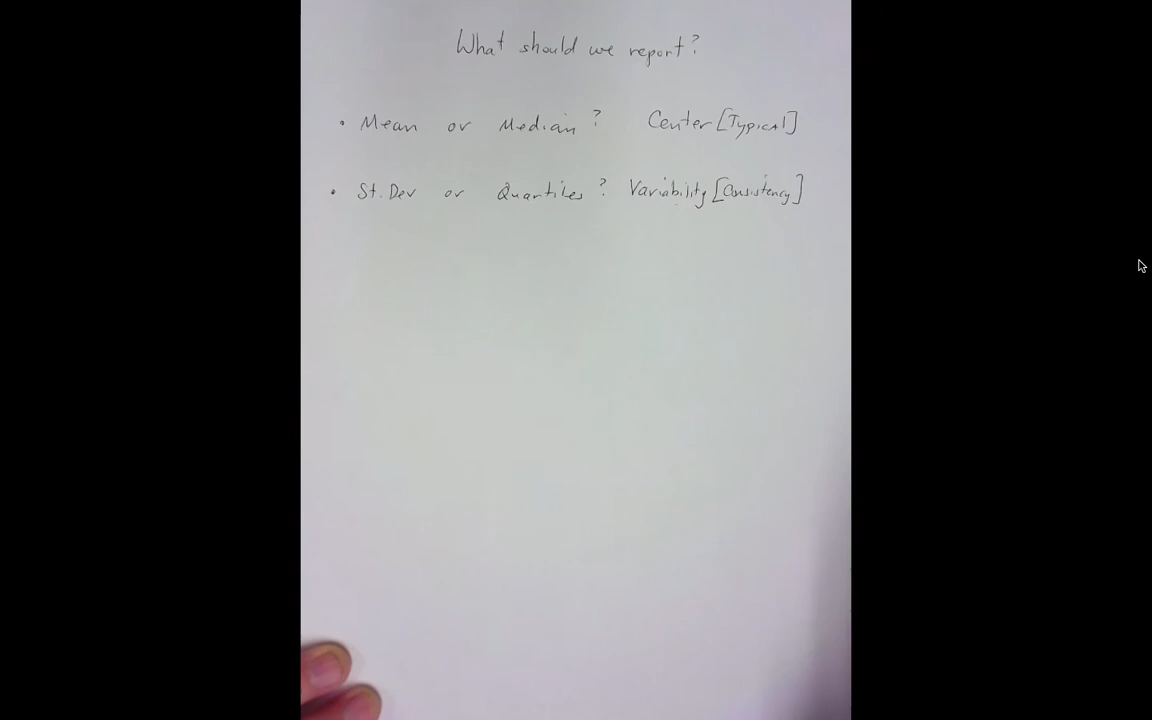 What should we report?
• Mean or Median? Center [Typical]
• St. Dev or Quartiles? Variability [Consistency]